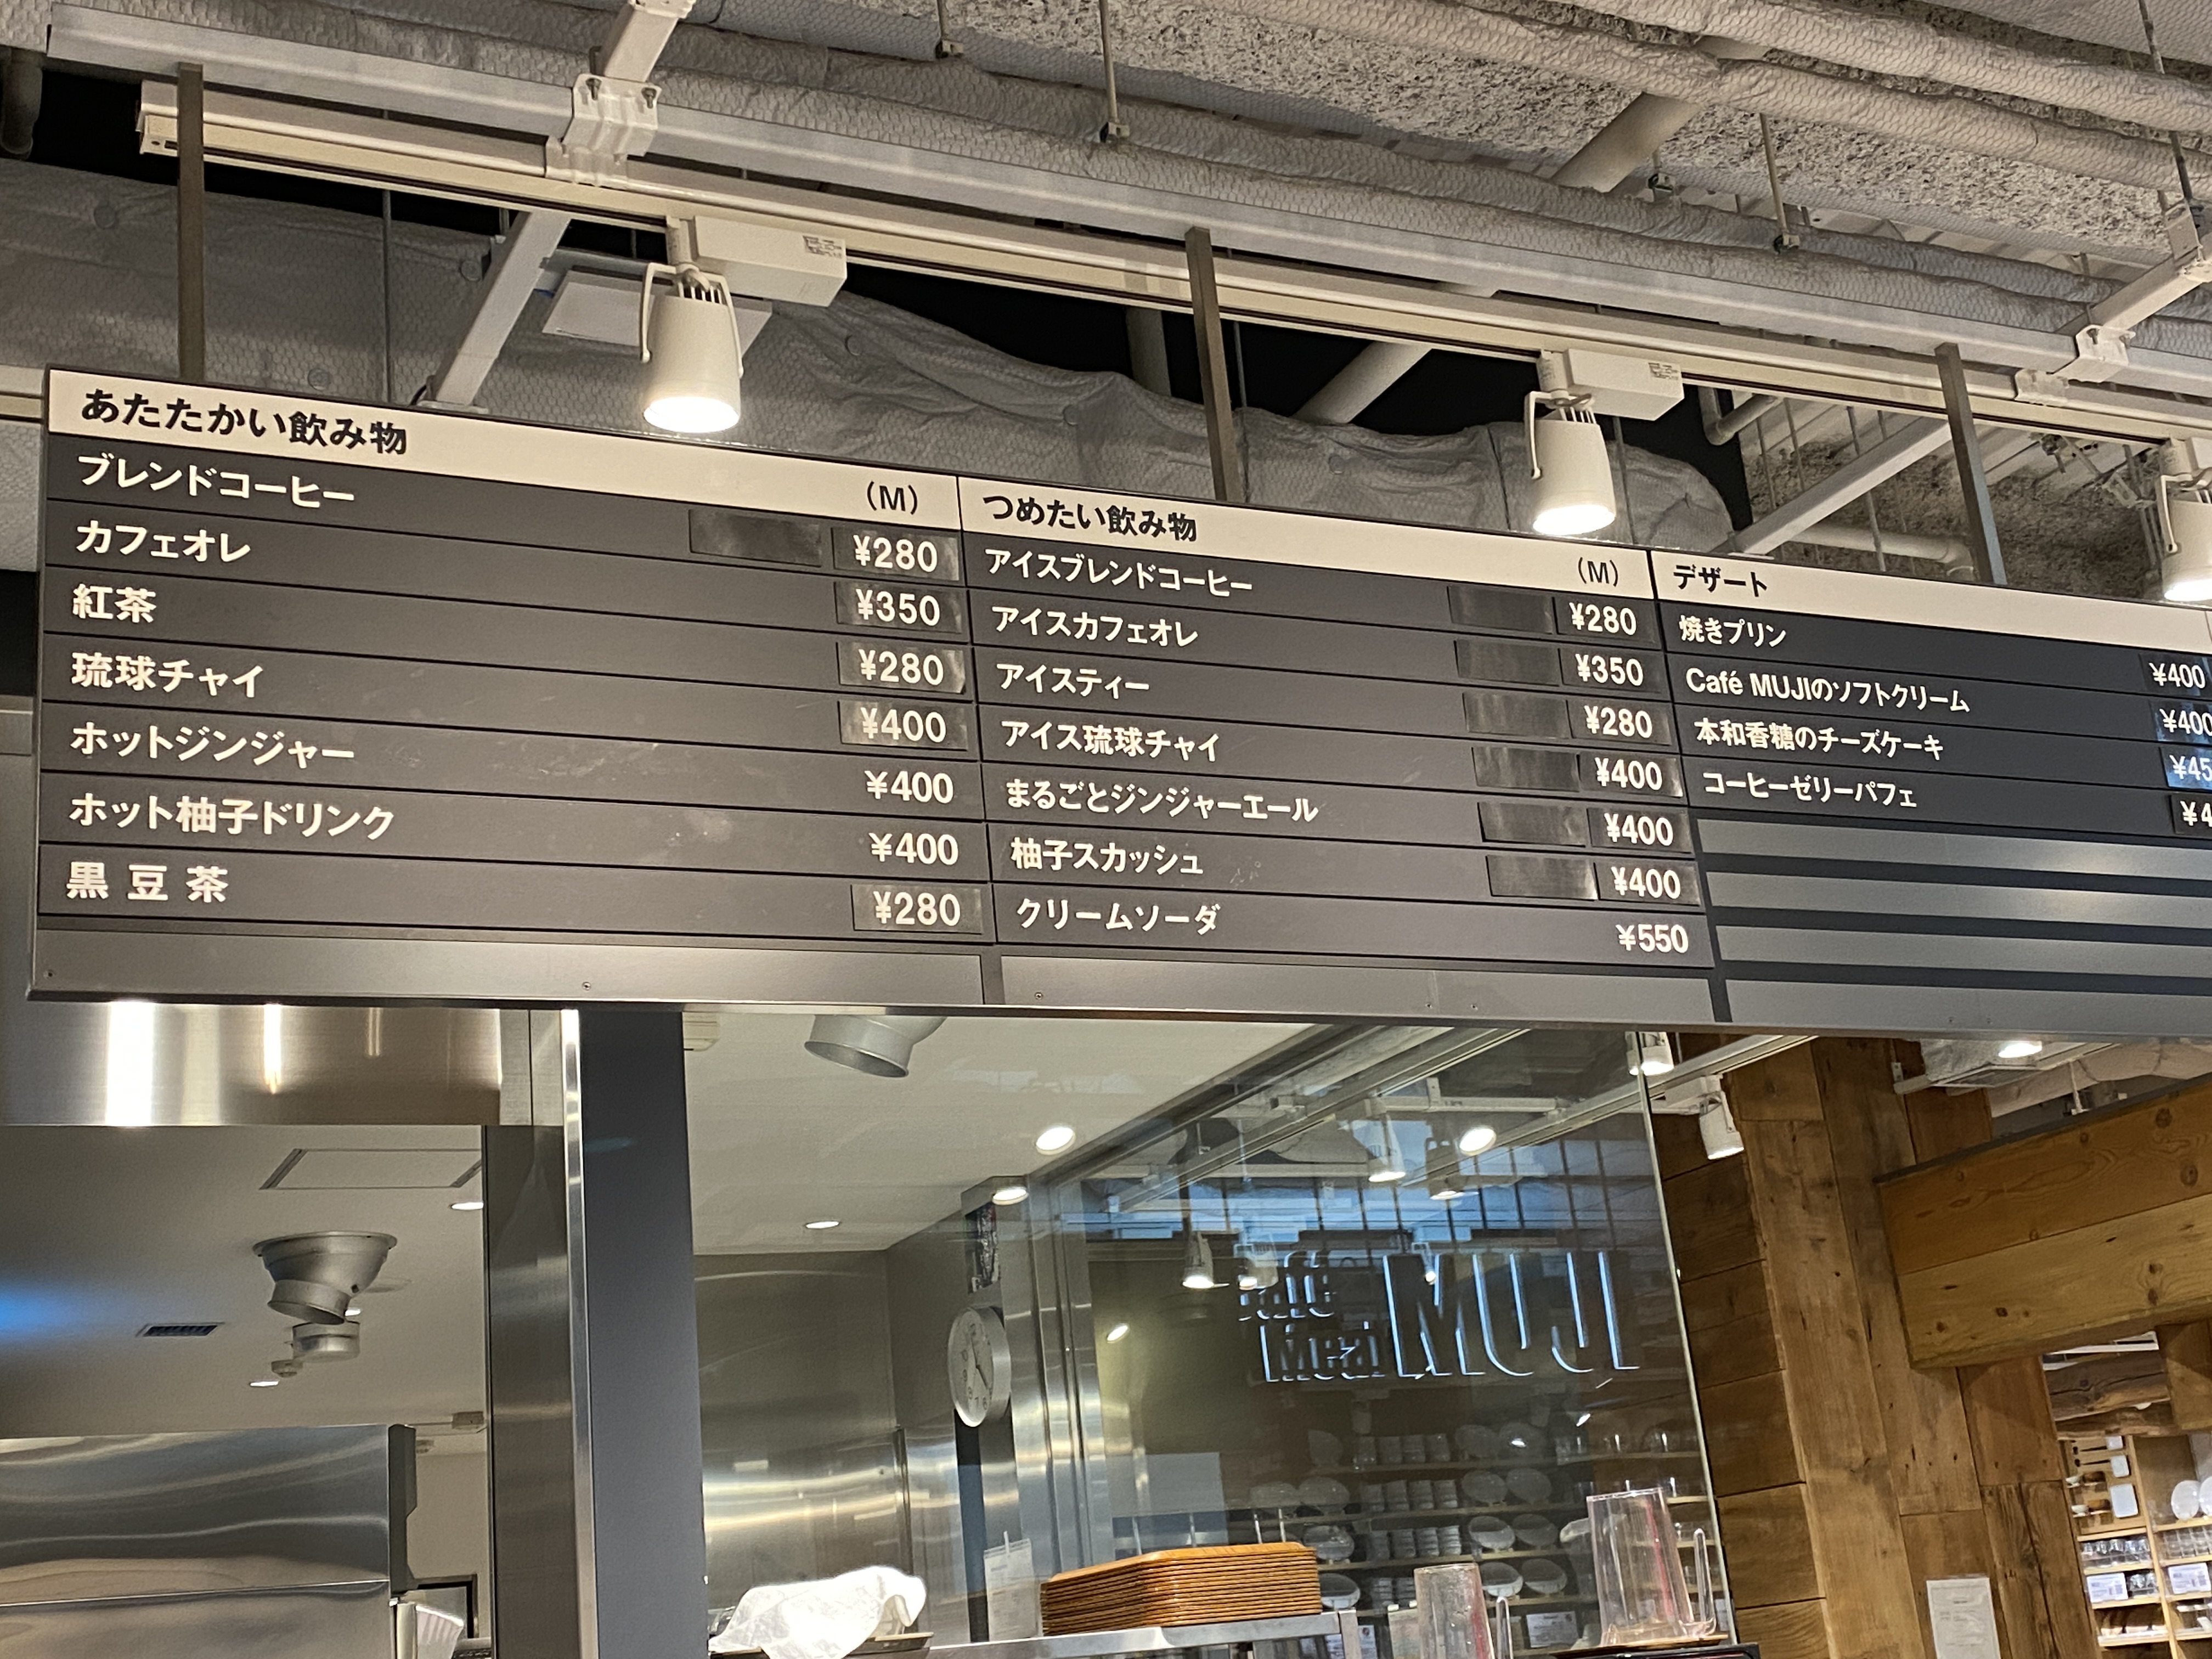 あたたかい飲み物 (M)
ブレンドコーヒー ¥280
カフェオレ ¥350
紅茶 ¥280
琉球チャイ ¥400
ホットジンジャー ¥400
ホット柚子ドリンク ¥400
黒豆茶 ¥280
つめたい飲み物 (M)
アイスブレンドコーヒー ¥280
アイスカフェオレ ¥350
アイスティー ¥280
アイス琉球チャイ ¥400
まるごとジンジャーエール ¥400
柚子スカッシュ ¥400
クリームソーダ ¥550
デザート
焼きプリン ¥400
Café MUJIのソフトクリーム ¥400
本和香糖のチーズケーキ ¥45
コーヒーゼリーパフェ ¥4
Café
Meal MUJI